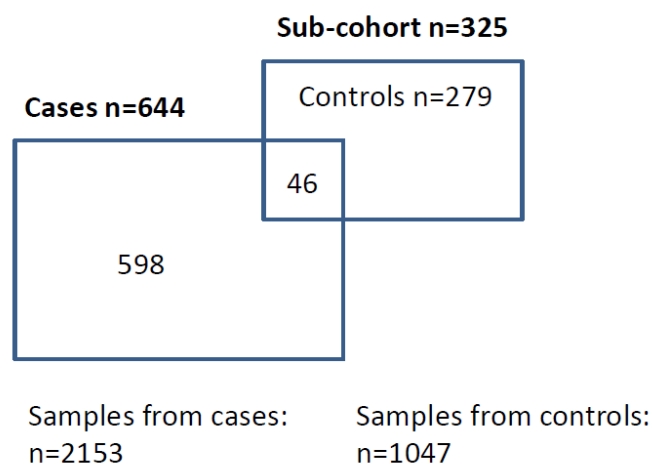 Sub-cohort n=325
Controls n=279
Cases n=644
46
598
Samples from cases:
n=2153
Samples from controls:
n=1047